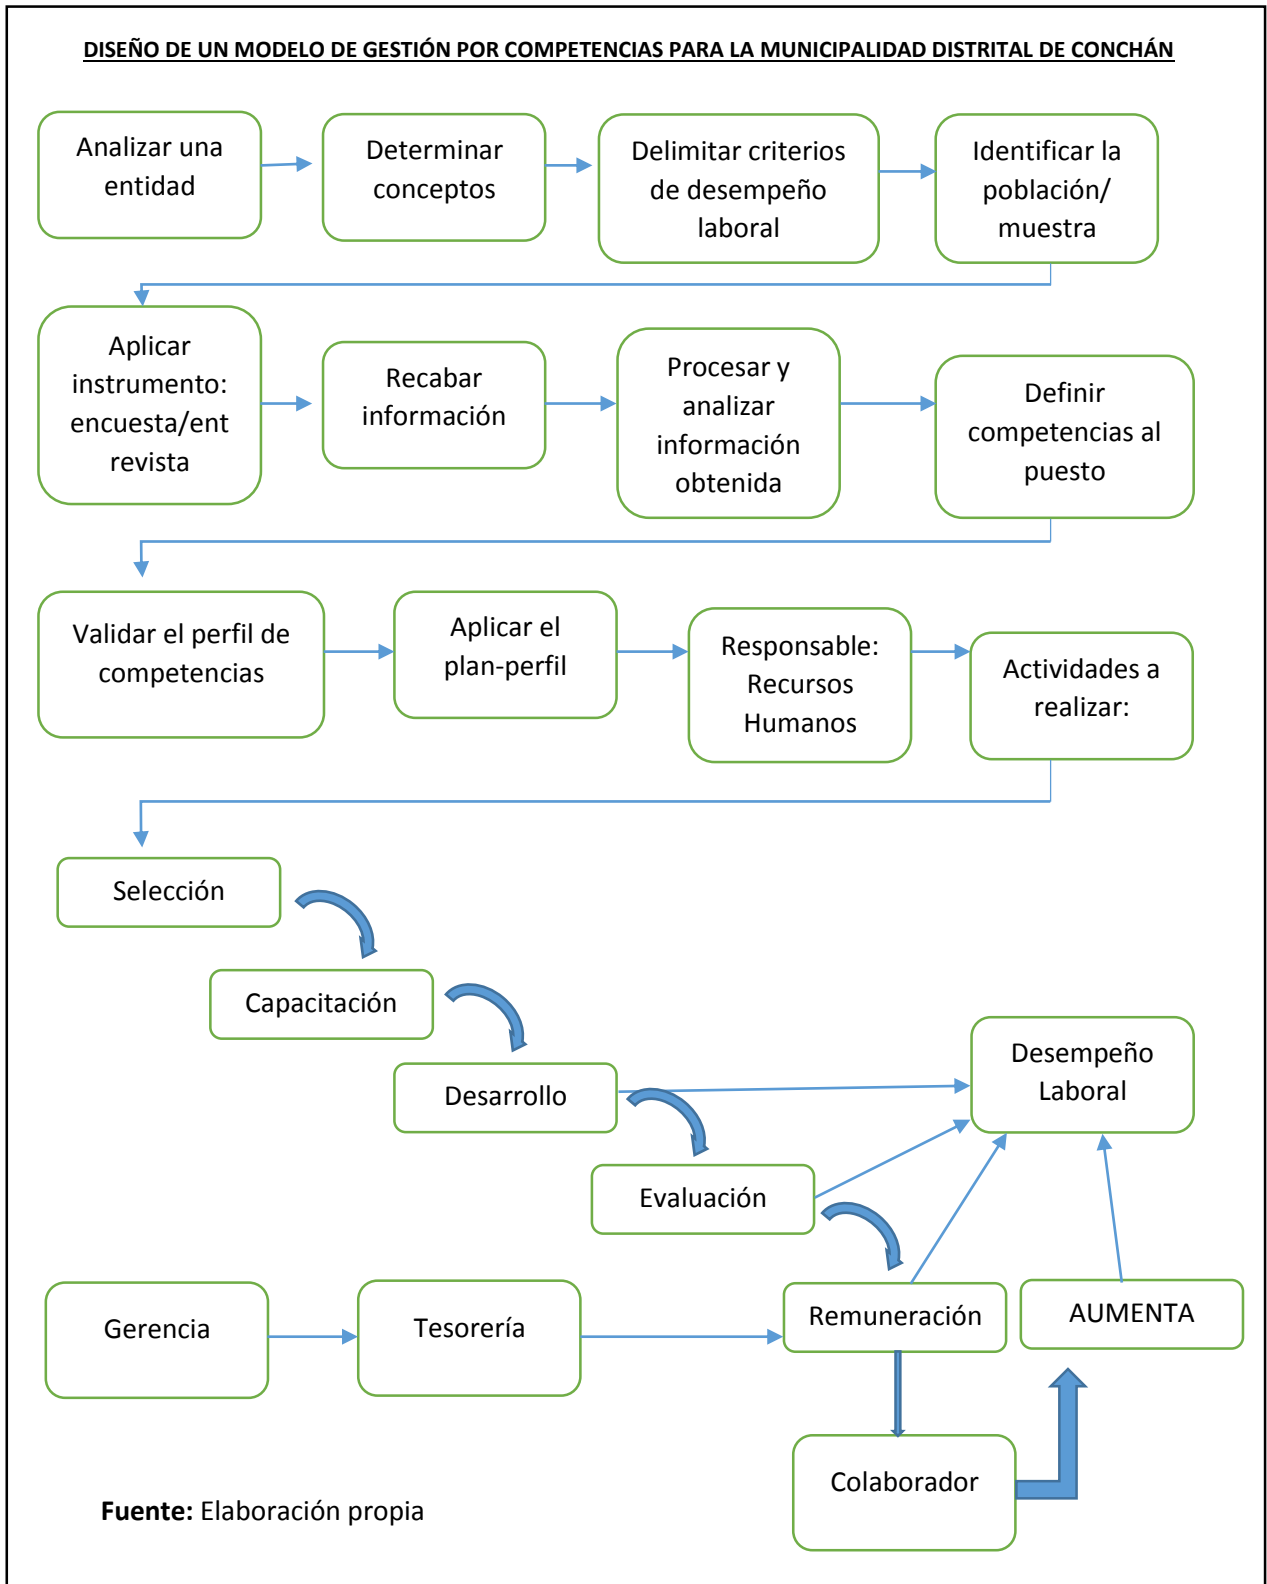 DISEÑO DE UN MODELO DE GESTIÓN POR COMPETENCIAS PARA LA MUNICIPALIDAD DISTRITAL DE CONCHÁN
Analizar una
entidad
Determinar
conceptos
Delimitar criterios
de desempeño
laboral
Identificar la
población/
muestra
Aplicar
instrumento:
encuesta/ent
revista
Recabar
información
Procesar y
analizar
información
obtenida
Definir
competencias al
puesto
Validar el perfil de
competencias
Aplicar el
plan-perfil
Responsable:
Recursos
Humanos
Actividades a
realizar:
Selección
Capacitación
Desarrollo
Desempeño
Laboral
Evaluación
Gerencia
Tesorería
Remuneración
AUMENTA
Colaborador
Fuente: Elaboración propia